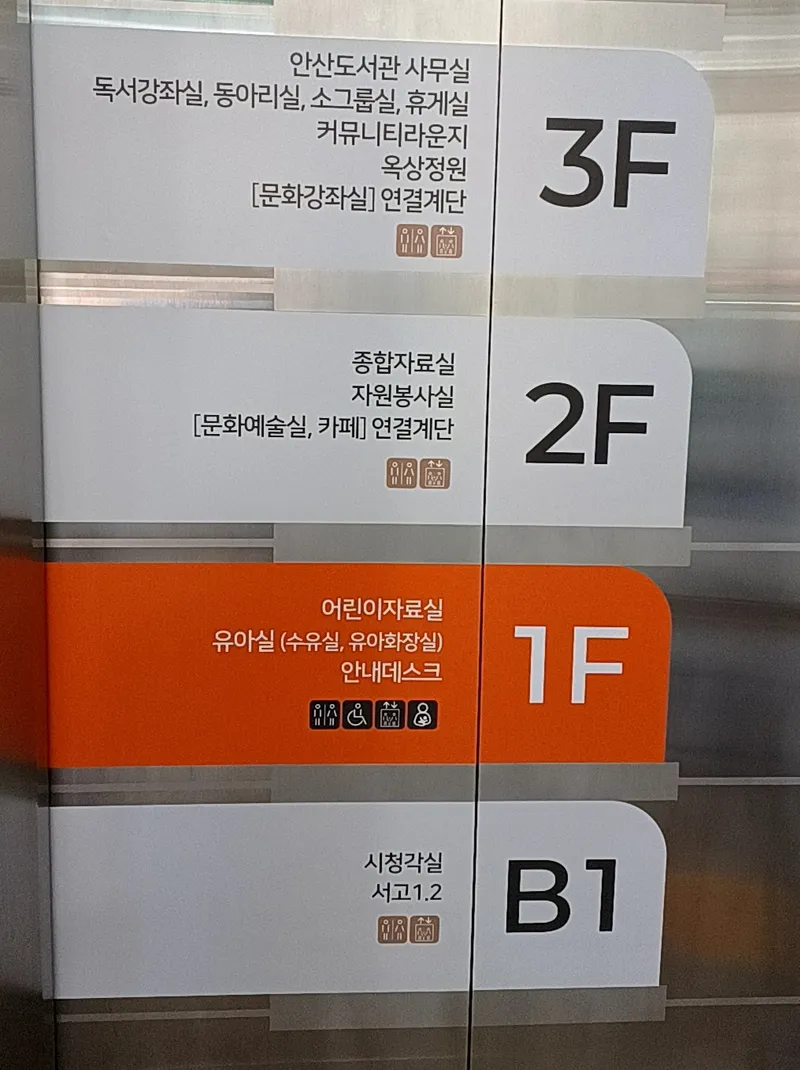 안산도서관 사무실
독서강좌실, 동아리실, 소그룹실, 휴게실
커뮤니티라운지
옥상정원
[문화강좌실] 연결계단
3F
종합자료실
자원봉사실
[문화예술실, 카페] 연결계단
2F
어린이자료실
유아실 (수유실, 유아화장실)
안내데스크
1F
시청각실
서고1.2
B1